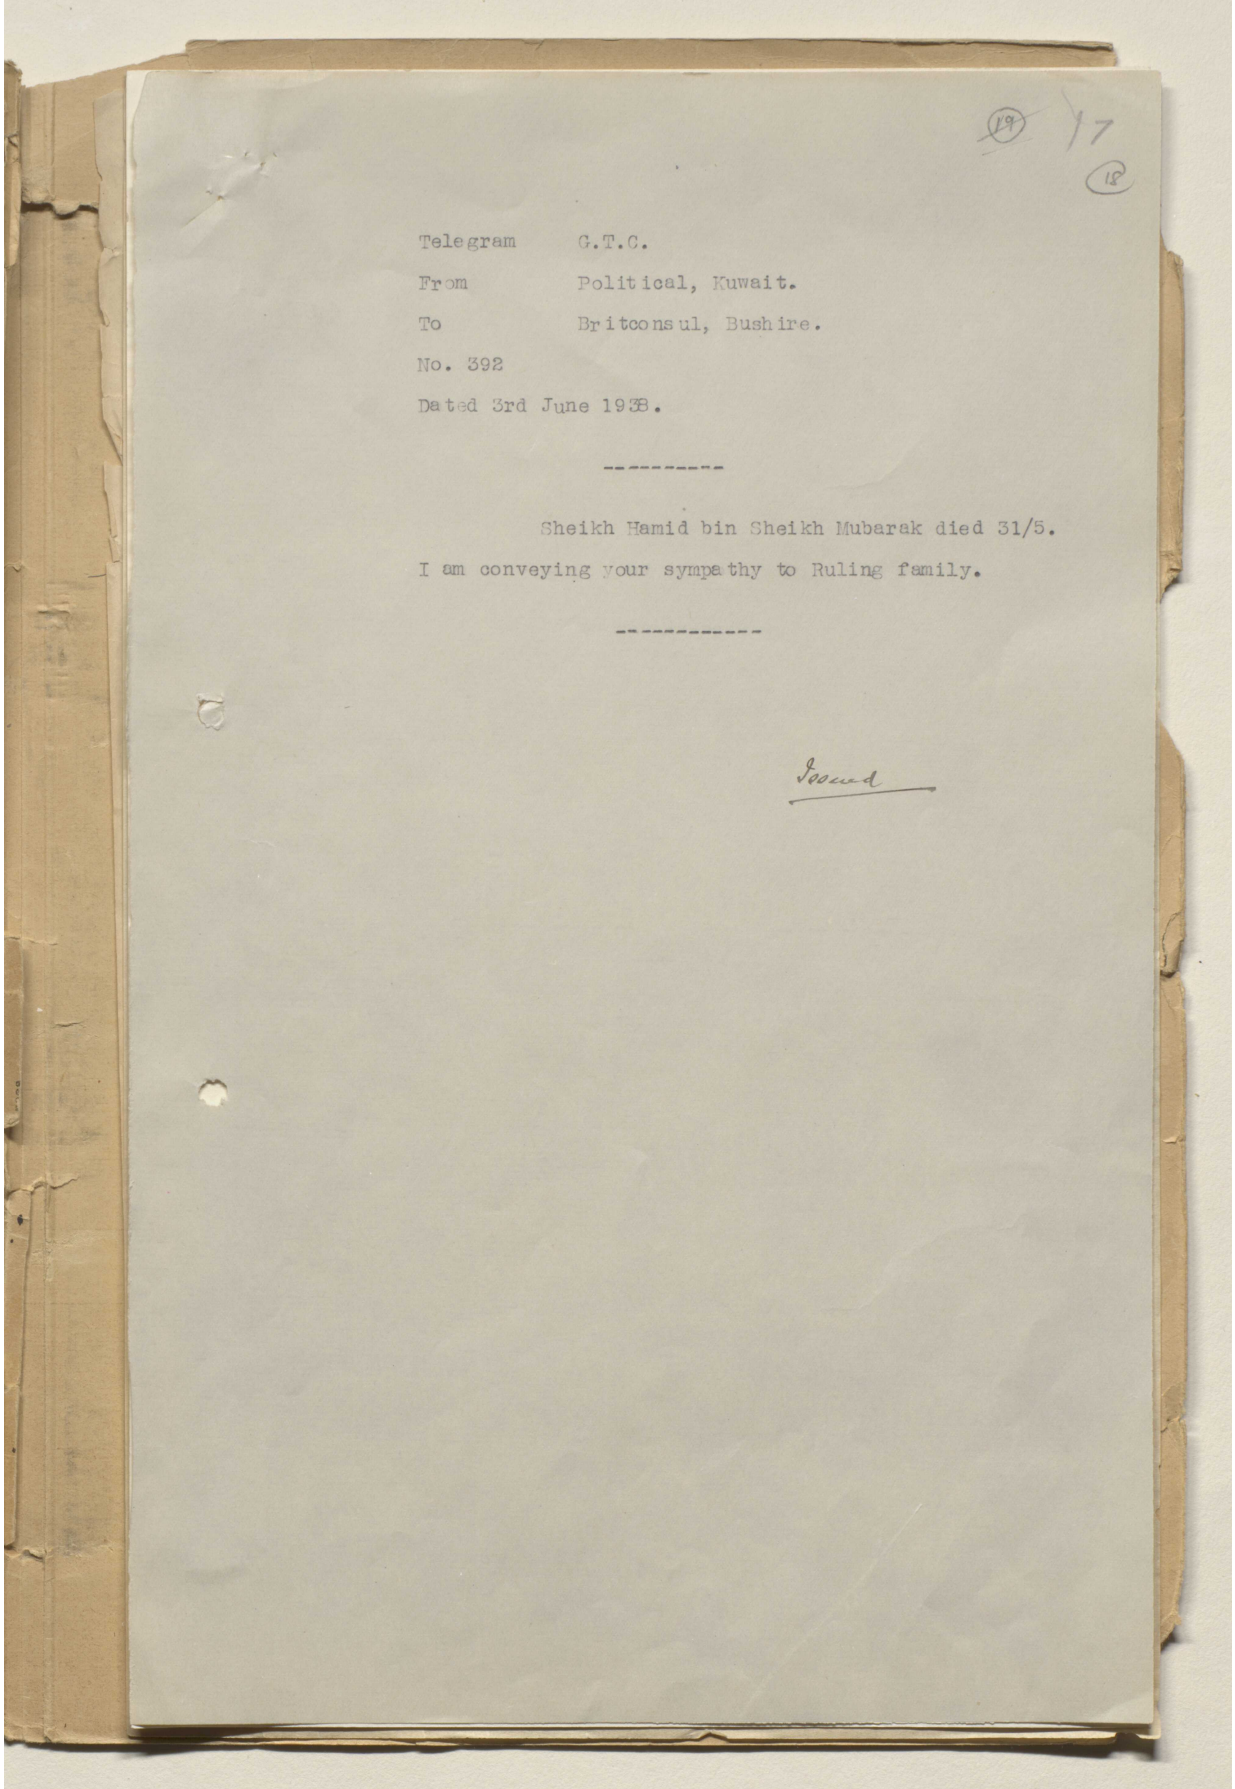 19 17
18
Telegram G.T.C.
From Political, Kuwait.
To Britconsul, Bushire.
No. 392
Dated 3rd June 1938.
----------
Sheikh Hamid bin Sheikh Mubarak died 31/5.
I am conveying your sympathy to Ruling family.
------------
Issued